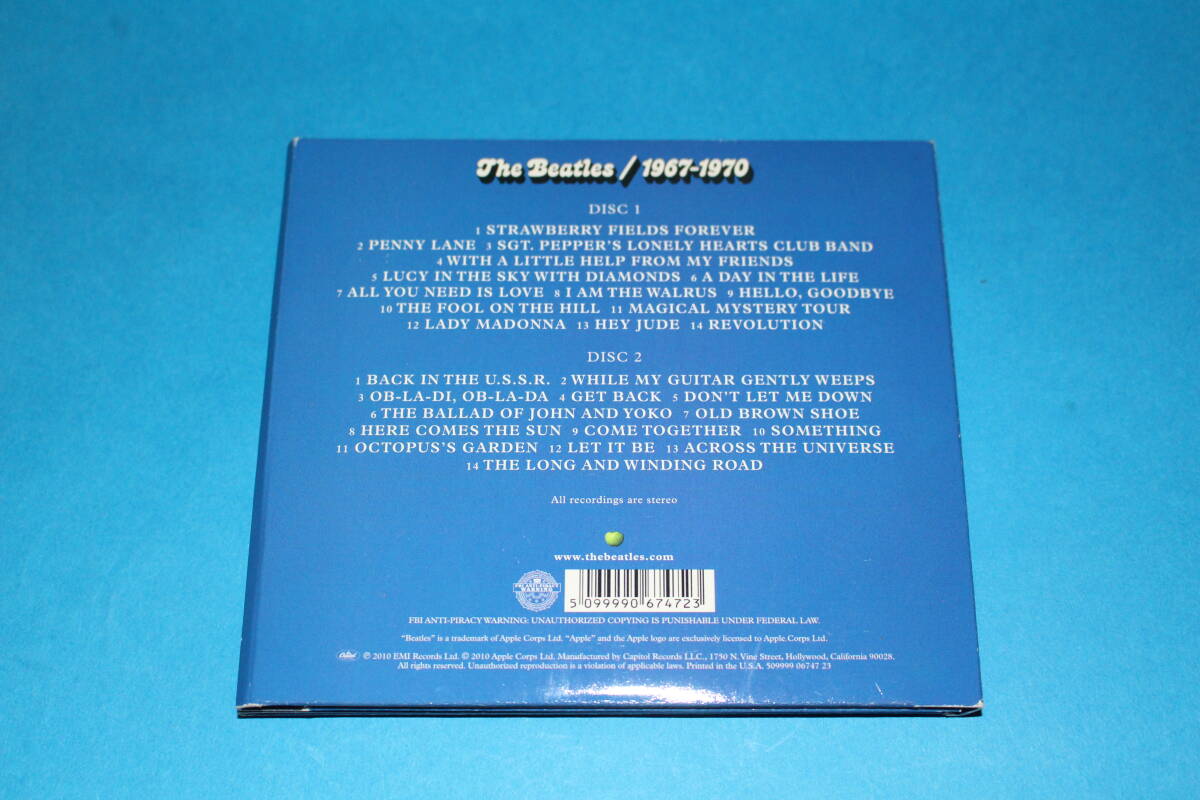 The Beatles / 1967-1970
DISC 1
1 STRAWBERRY FIELDS FOREVER
2 PENNY LANE 3 SGT. PEPPER'S LONELY HEARTS CLUB BAND
4 WITH A LITTLE HELP FROM MY FRIENDS
5 LUCY IN THE SKY WITH DIAMONDS 6 A DAY IN THE LIFE
7 ALL YOU NEED IS LOVE 8 I AM THE WALRUS 9 HELLO, GOODBYE
10 THE FOOL ON THE HILL 11 MAGICAL MYSTERY TOUR
12 LADY MADONNA 13 HEY JUDE 14 REVOLUTION
DISC 2
1 BACK IN THE U.S.S.R. 2 WHILE MY GUITAR GENTLY WEEPS
3 OB-LA-DI, OB-LA-DA 4 GET BACK 5 DON'T LET ME DOWN
6 THE BALLAD OF JOHN AND YOKO 7 OLD BROWN SHOE
8 HERE COMES THE SUN 9 COME TOGETHER 10 SOMETHING
11 OCTOPUS'S GARDEN 12 LET IT BE 13 ACROSS THE UNIVERSE
14 THE LONG AND WINDING ROAD
All recordings are stereo
www.thebeatles.com
FBI ANTI-PIRACY
WARNING
5 099990 674723
FBI ANTI-PIRACY WARNING: UNAUTHORIZED COPYING IS PUNISHABLE UNDER FEDERAL LAW.
"Beatles" is a trademark of Apple Corps Ltd. "Apple" and the Apple logo are exclusively licensed to Apple Corps Ltd.
Capitol ℗ 2010 EMI Records Ltd. © 2010 Apple Corps Ltd. Manufactured by Capitol Records LLC., 1750 N. Vine Street, Hollywood, California 90028.
All rights reserved. Unauthorized reproduction is a violation of applicable laws. Printed in the U.S.A. 509999 06747 23